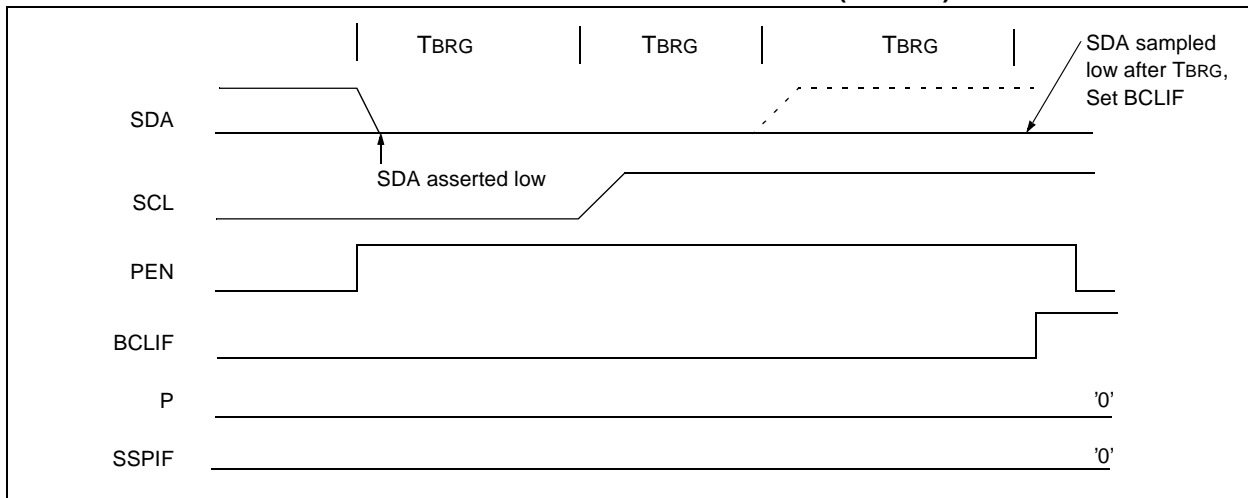 TBRG TBRG TBRG
SDA sampled
low after TBRG,
Set BCLIF
SDA
SDA asserted low
SCL
PEN
BCLIF
P '0'
SSPIF '0'